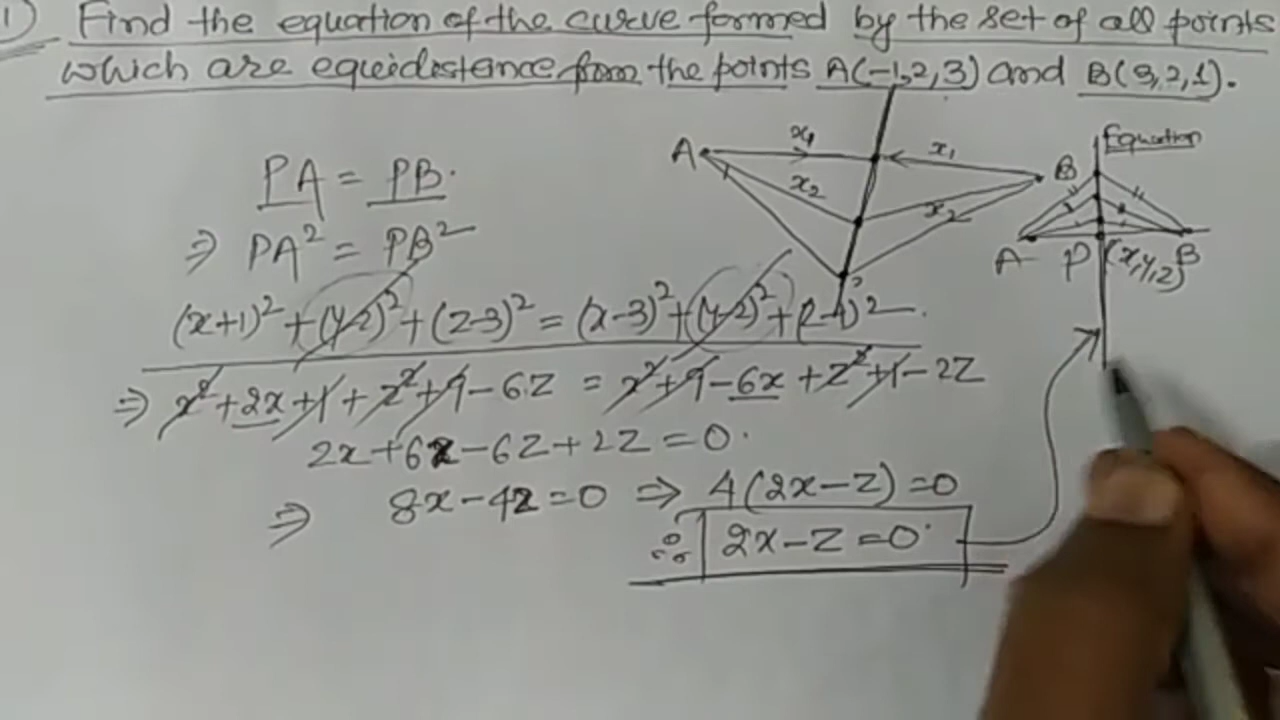 1) Find the equation of the curve formed by the set of all points
which are equidistance from the points A(-1,2,3) and B(3,2,1).
PA = PB.
⇒ PA² = PB²
(x+1)² + (y-2)² + (z-3)² = (x-3)² + (y-2)² + (z-1)².
⇒ x² + 2x + 1 + z² + 9 - 6z = x² + 9 - 6x + z² + 1 - 2z
2x + 6x - 6z + 2z = 0.
⇒ 8x - 4z = 0 ⇒ 4(2x - z) = 0
∴ 2x - z = 0
A x₁ x₁ B
x₂ x₂
P
Equation
A P (x,y,z) B